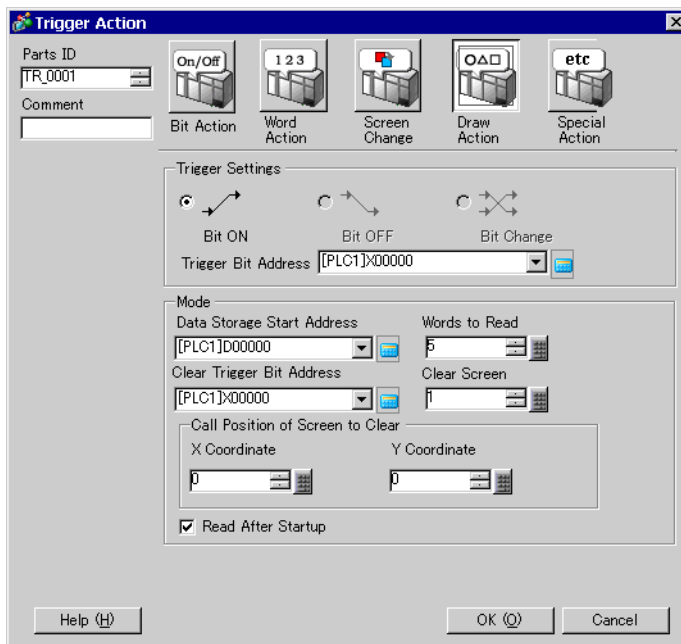 Trigger Action
Parts ID
TR_0001
Comment
On/Off
Bit Action
1 2 3
Word
Action
Screen
Change
Draw
Action
etc
Special
Action
Trigger Settings
Bit ON
Bit OFF
Bit Change
Trigger Bit Address [PLC1]X00000
Mode
Data Storage Start Address
Words to Read
[PLC1]D00000
5
Clear Trigger Bit Address
Clear Screen
[PLC1]X00000
1
Call Position of Screen to Clear
X Coordinate
Y Coordinate
0
0
Read After Startup
Help (H)
OK (O)
Cancel